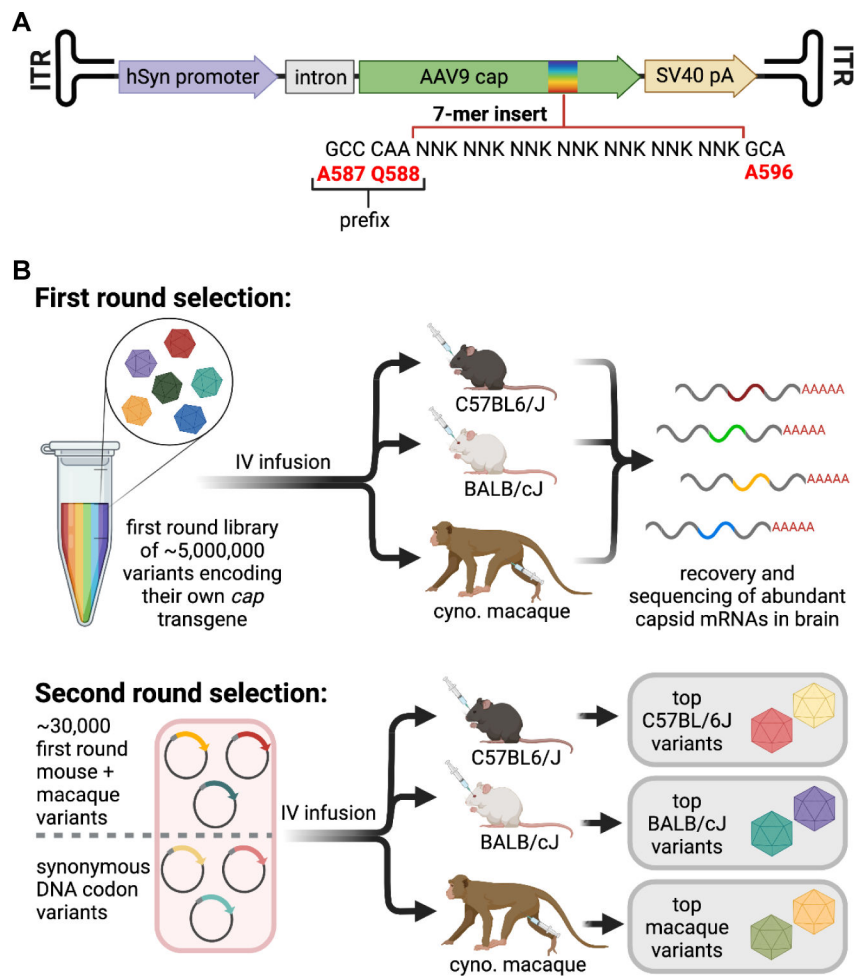 A
ITR
hSyn promoter
intron
AAV9 cap
SV40 pA
ITR
7-mer insert
GCC CAA NNK NNK NNK NNK NNK NNK NNK GCA
A587 Q588
A596
prefix
B
First round selection:
IV infusion
first round library
of ~5,000,000
variants encoding
their own cap
transgene
C57BL6/J
BALB/cJ
cyno. macaque
AAAAA
AAAAA
AAAAA
AAAAA
recovery and
sequencing of abundant
capsid mRNAs in brain
Second round selection:
~30,000
first round
mouse +
macaque
variants
synonymous
DNA codon
variants
IV infusion
C57BL6/J
BALB/cJ
cyno. macaque
top
C57BL/6J
variants
top
BALB/cJ
variants
top
macaque
variants